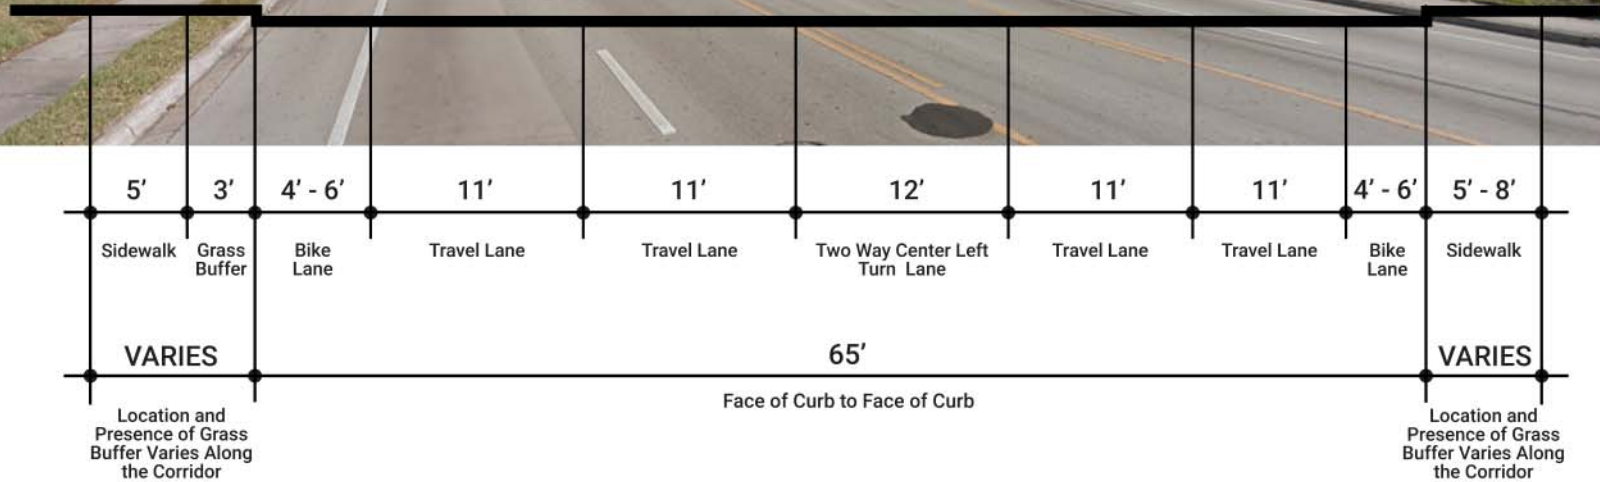 5’ 3’ 4’ - 6’ 11’ 11’ 12’ 11’ 11’ 4’ - 6’ 5’ - 8’
Sidewalk Grass Bike Travel Lane Travel Lane Two Way Center Left Travel Lane Travel Lane Bike Sidewalk
Buffer Lane Turn Lane Lane
VARIES 65’ VARIES
Face of Curb to Face of Curb
Location and Location and
Presence of Grass Presence of Grass
Buffer Varies Along Buffer Varies Along
the Corridor the Corridor